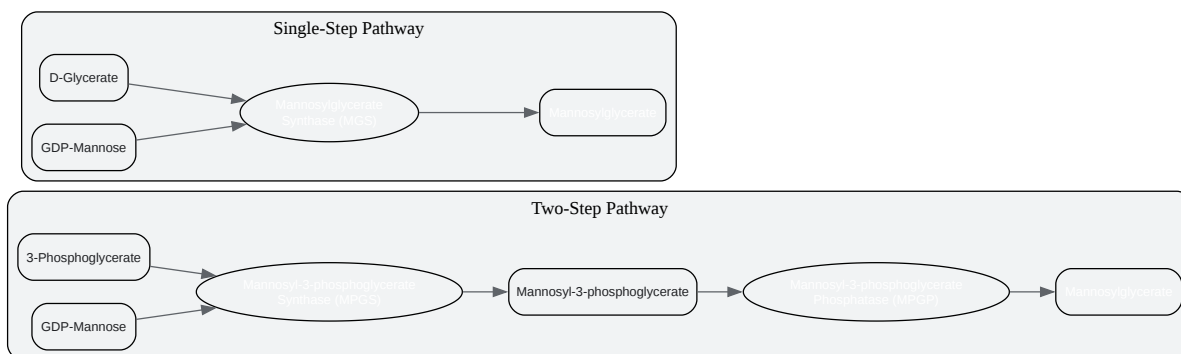 Single-Step Pathway
D-Glycerate
GDP-Mannose
Mannosylglycerate
Synthase (MGS)
Mannosylglycerate
Two-Step Pathway
3-Phosphoglycerate
GDP-Mannose
Mannosyl-3-phosphoglycerate
Synthase (MPGS)
Mannosyl-3-phosphoglycerate
Mannosyl-3-phosphoglycerate
Phosphatase (MPGP)
Mannosylglycerate